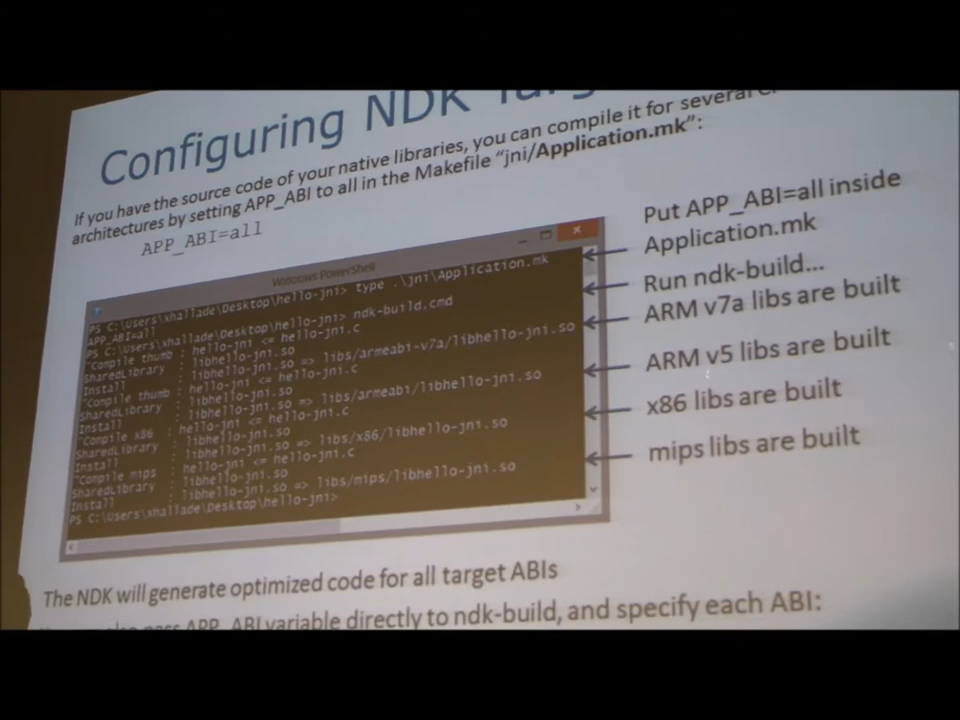 Configuring NDK
If you have the source code of your native libraries, you can compile it for several
architectures by setting APP_ABI to all in the Makefile “jni/Application.mk”:
APP_ABI=all
Windows PowerShell
PS C:\Users\xhallade\Desktop\hello-jni> type .\jni\Application.mk
APP_ABI=all
PS C:\Users\xhallade\Desktop\hello-jni> ndk-build.cmd
"Compile thumb : hello-jni <= hello-jni.c
SharedLibrary : libhello-jni.so
Install : libhello-jni.so => libs/armeabi-v7a/libhello-jni.so
"Compile thumb : hello-jni <= hello-jni.c
SharedLibrary : libhello-jni.so
Install : libhello-jni.so => libs/armeabi/libhello-jni.so
"Compile x86 : hello-jni <= hello-jni.c
SharedLibrary : libhello-jni.so
Install : libhello-jni.so => libs/x86/libhello-jni.so
"Compile mips : hello-jni <= hello-jni.c
SharedLibrary : libhello-jni.so
Install : libhello-jni.so => libs/mips/libhello-jni.so
PS C:\Users\xhallade\Desktop\hello-jni>
Put APP_ABI=all inside
Application.mk
Run ndk-build...
ARM v7a libs are built
ARM v5 libs are built
x86 libs are built
mips libs are built
The NDK will generate optimized code for all target ABIs
also pass APP_ABI variable directly to ndk-build, and specify each ABI: